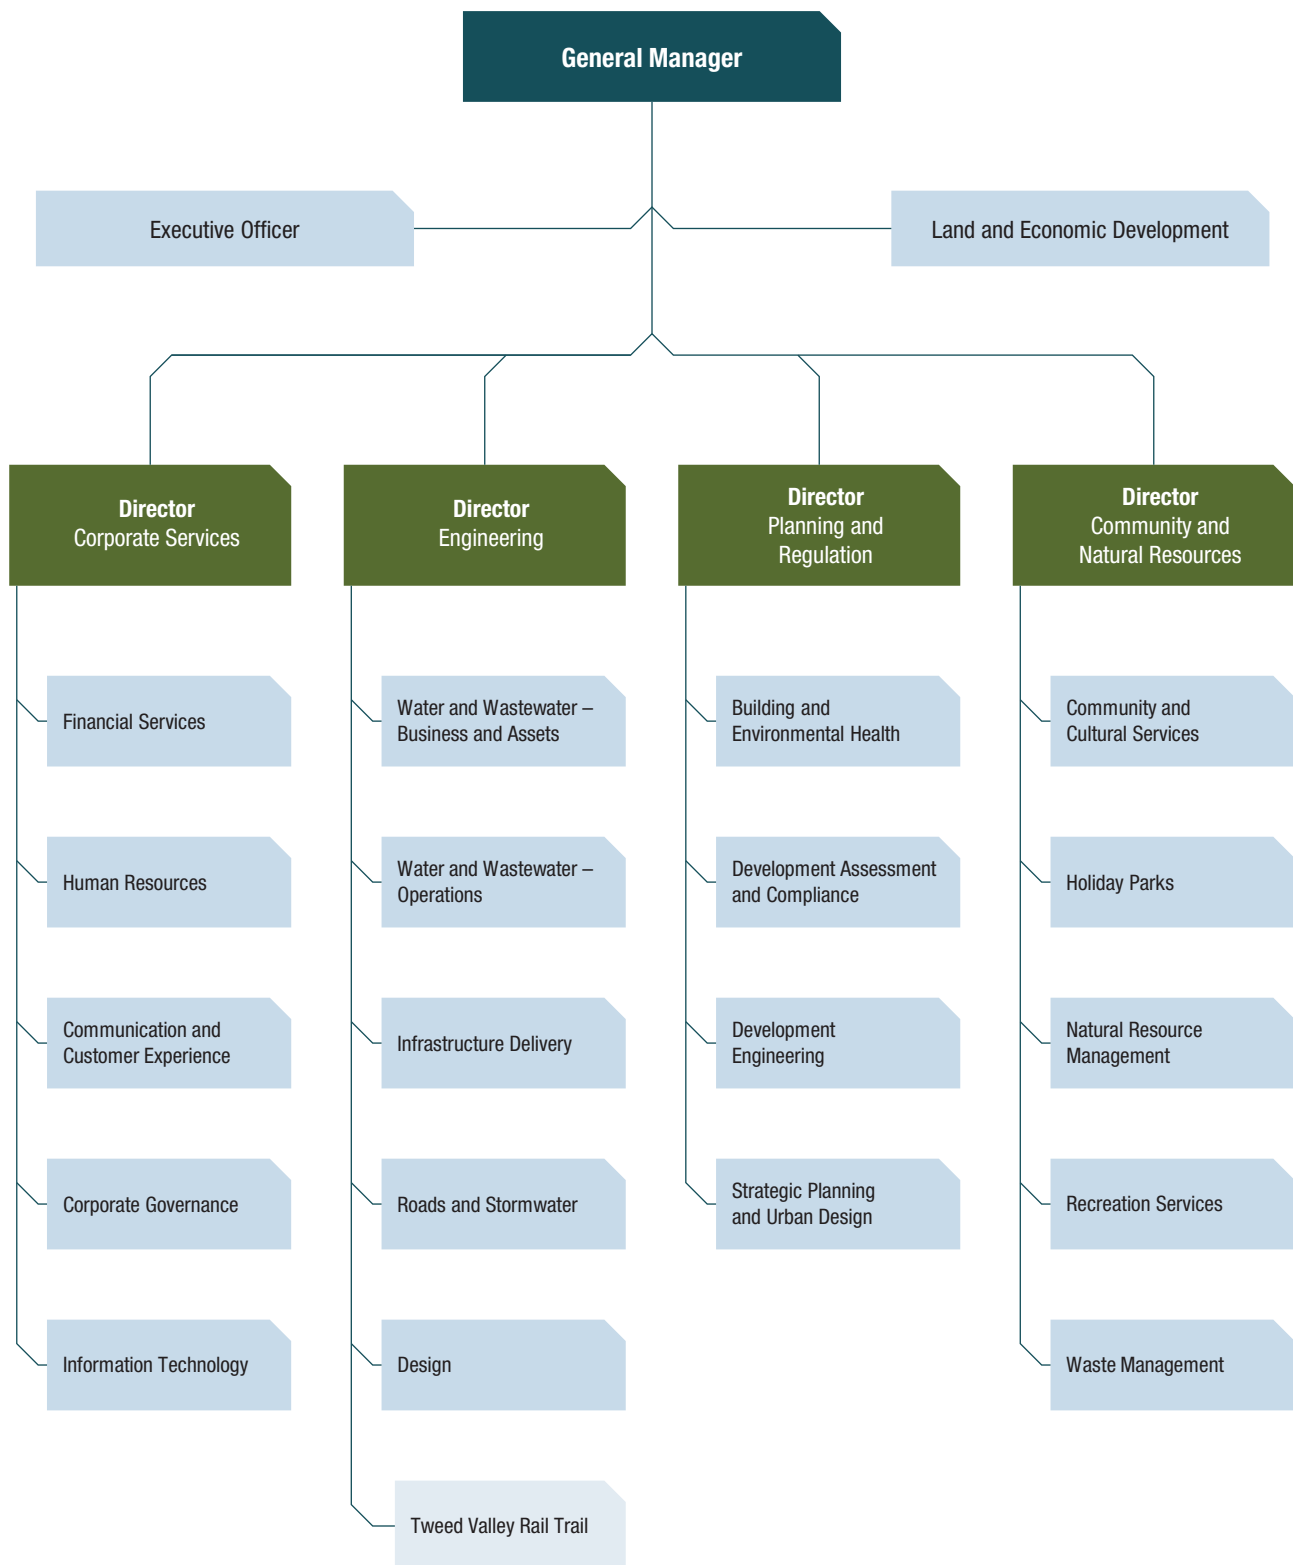 General Manager
Executive Officer
Land and Economic Development
Director
Corporate Services
Director
Engineering
Director
Planning and
Regulation
Director
Community and
Natural Resources
Financial Services
Human Resources
Communication and
Customer Experience
Corporate Governance
Information Technology
Water and Wastewater –
Business and Assets
Water and Wastewater –
Operations
Infrastructure Delivery
Roads and Stormwater
Design
Tweed Valley Rail Trail
Building and
Environmental Health
Development Assessment
and Compliance
Development
Engineering
Strategic Planning
and Urban Design
Community and
Cultural Services
Holiday Parks
Natural Resource
Management
Recreation Services
Waste Management